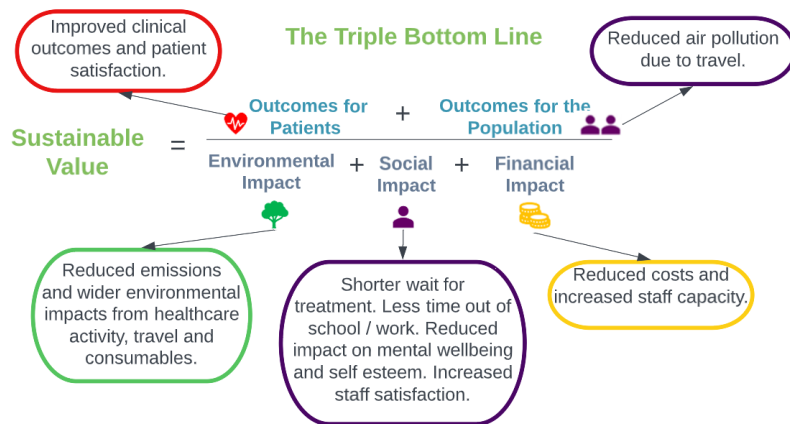 Improved clinical
outcomes and patient
satisfaction.
The Triple Bottom Line
Reduced air pollution
due to travel.
Sustainable
Value
=
Outcomes for
Patients
+
Outcomes for the
Population
Environmental
Impact
+
Social
Impact
+
Financial
Impact
Reduced emissions
and wider environmental
impacts from healthcare
activity, travel and
consumables.
Shorter wait for
treatment. Less time out of
school / work. Reduced
impact on mental wellbeing
and self esteem. Increased
staff satisfaction.
Reduced costs and
increased staff capacity.